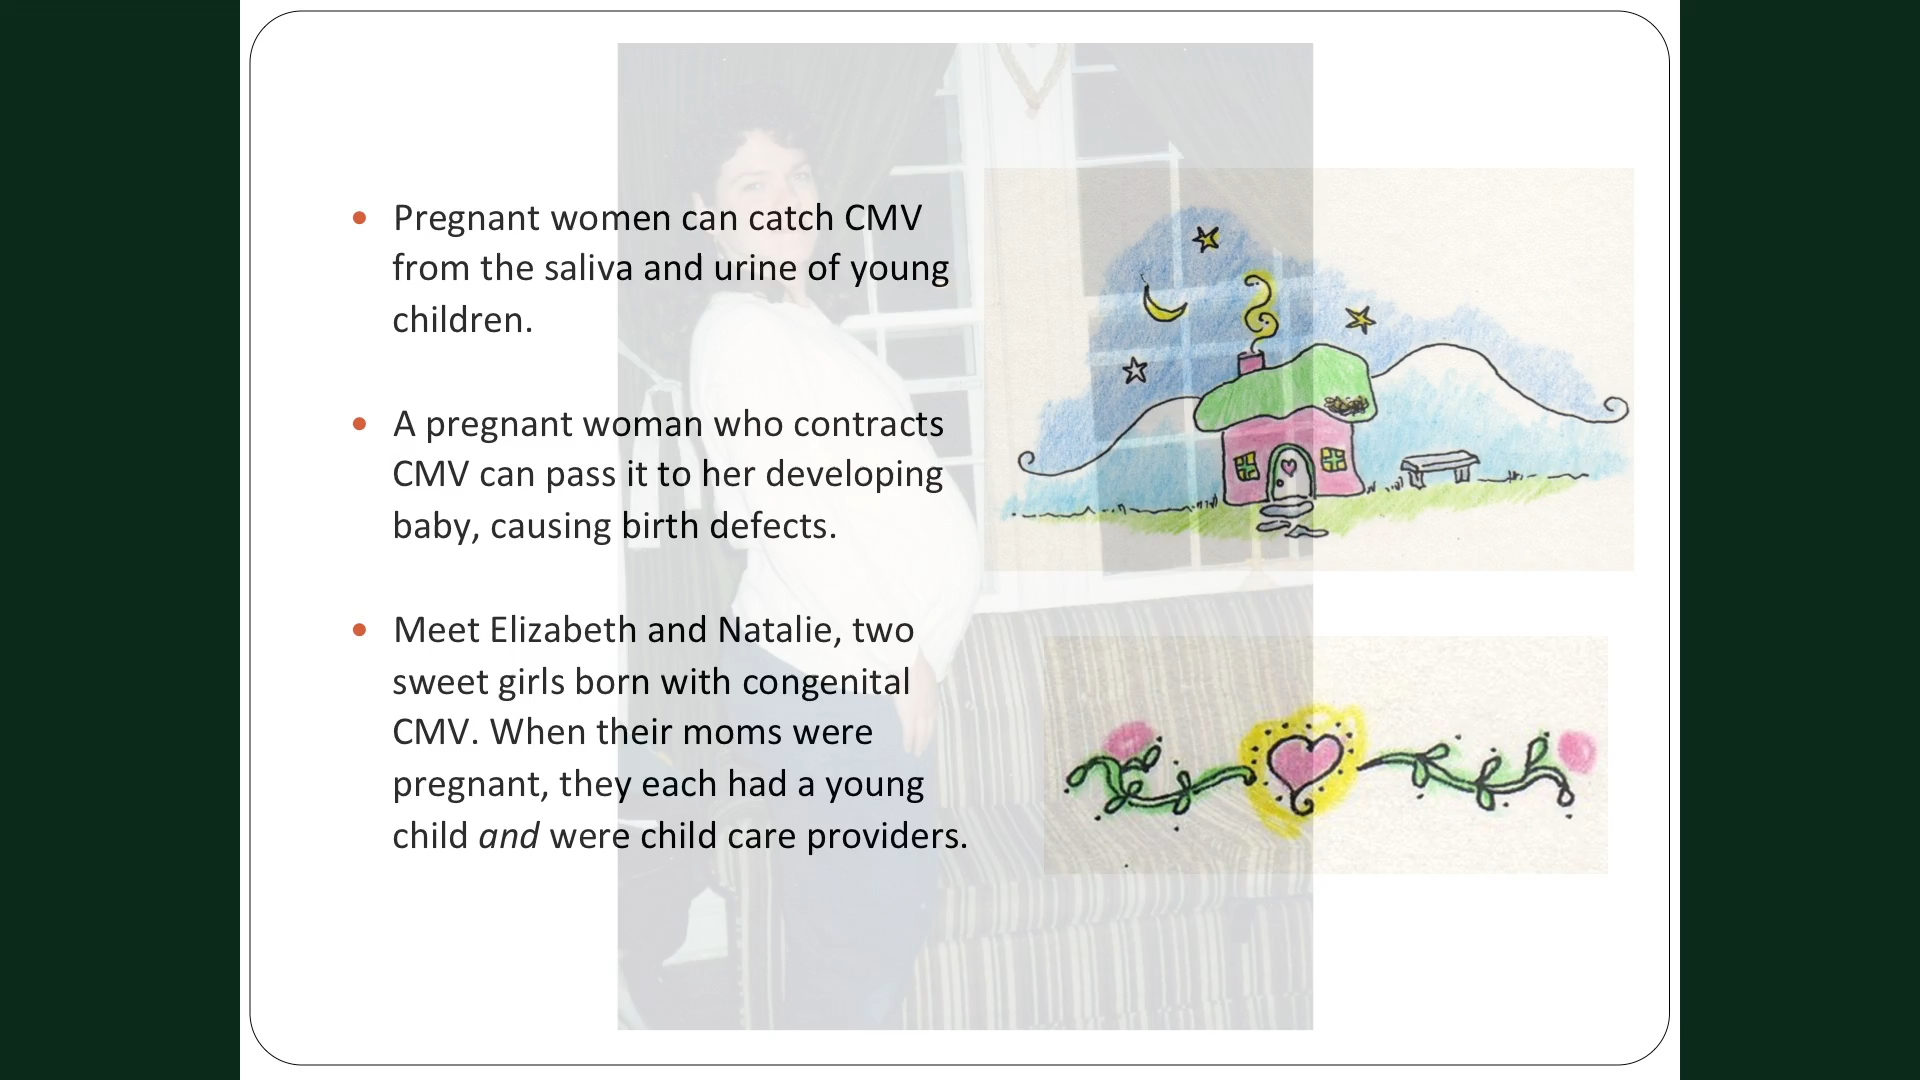 • Pregnant women can catch CMV
from the saliva and urine of young
children.
• A pregnant woman who contracts
CMV can pass it to her developing
baby, causing birth defects.
• Meet Elizabeth and Natalie, two
sweet girls born with congenital
CMV. When their moms were
pregnant, they each had a young
child and were child care providers.